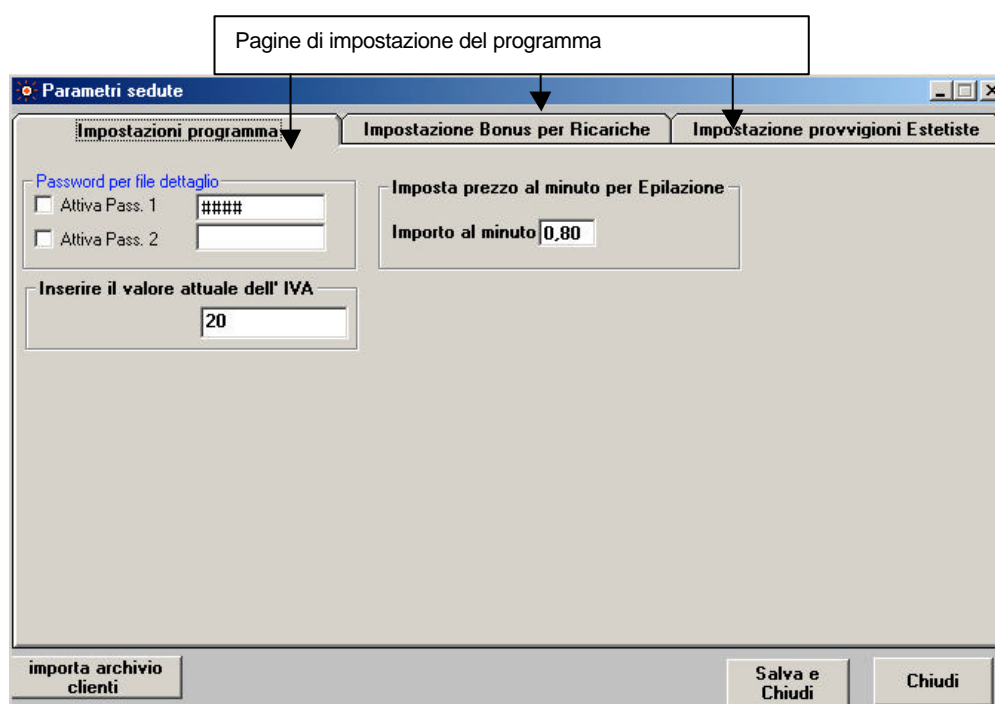 Pagine di impostazione del programma
Parametri sedute
Impostazioni programma
Impostazione Bonus per Ricariche
Impostazione provvigioni Estetiste
Password per file dettaglio
Attiva Pass. 1
####
Attiva Pass. 2
Imposta prezzo al minuto per Epilazione
Importo al minuto 0,80
Inserire il valore attuale dell' IVA
20
importa archivio
clienti
Salva e
Chiudi
Chiudi